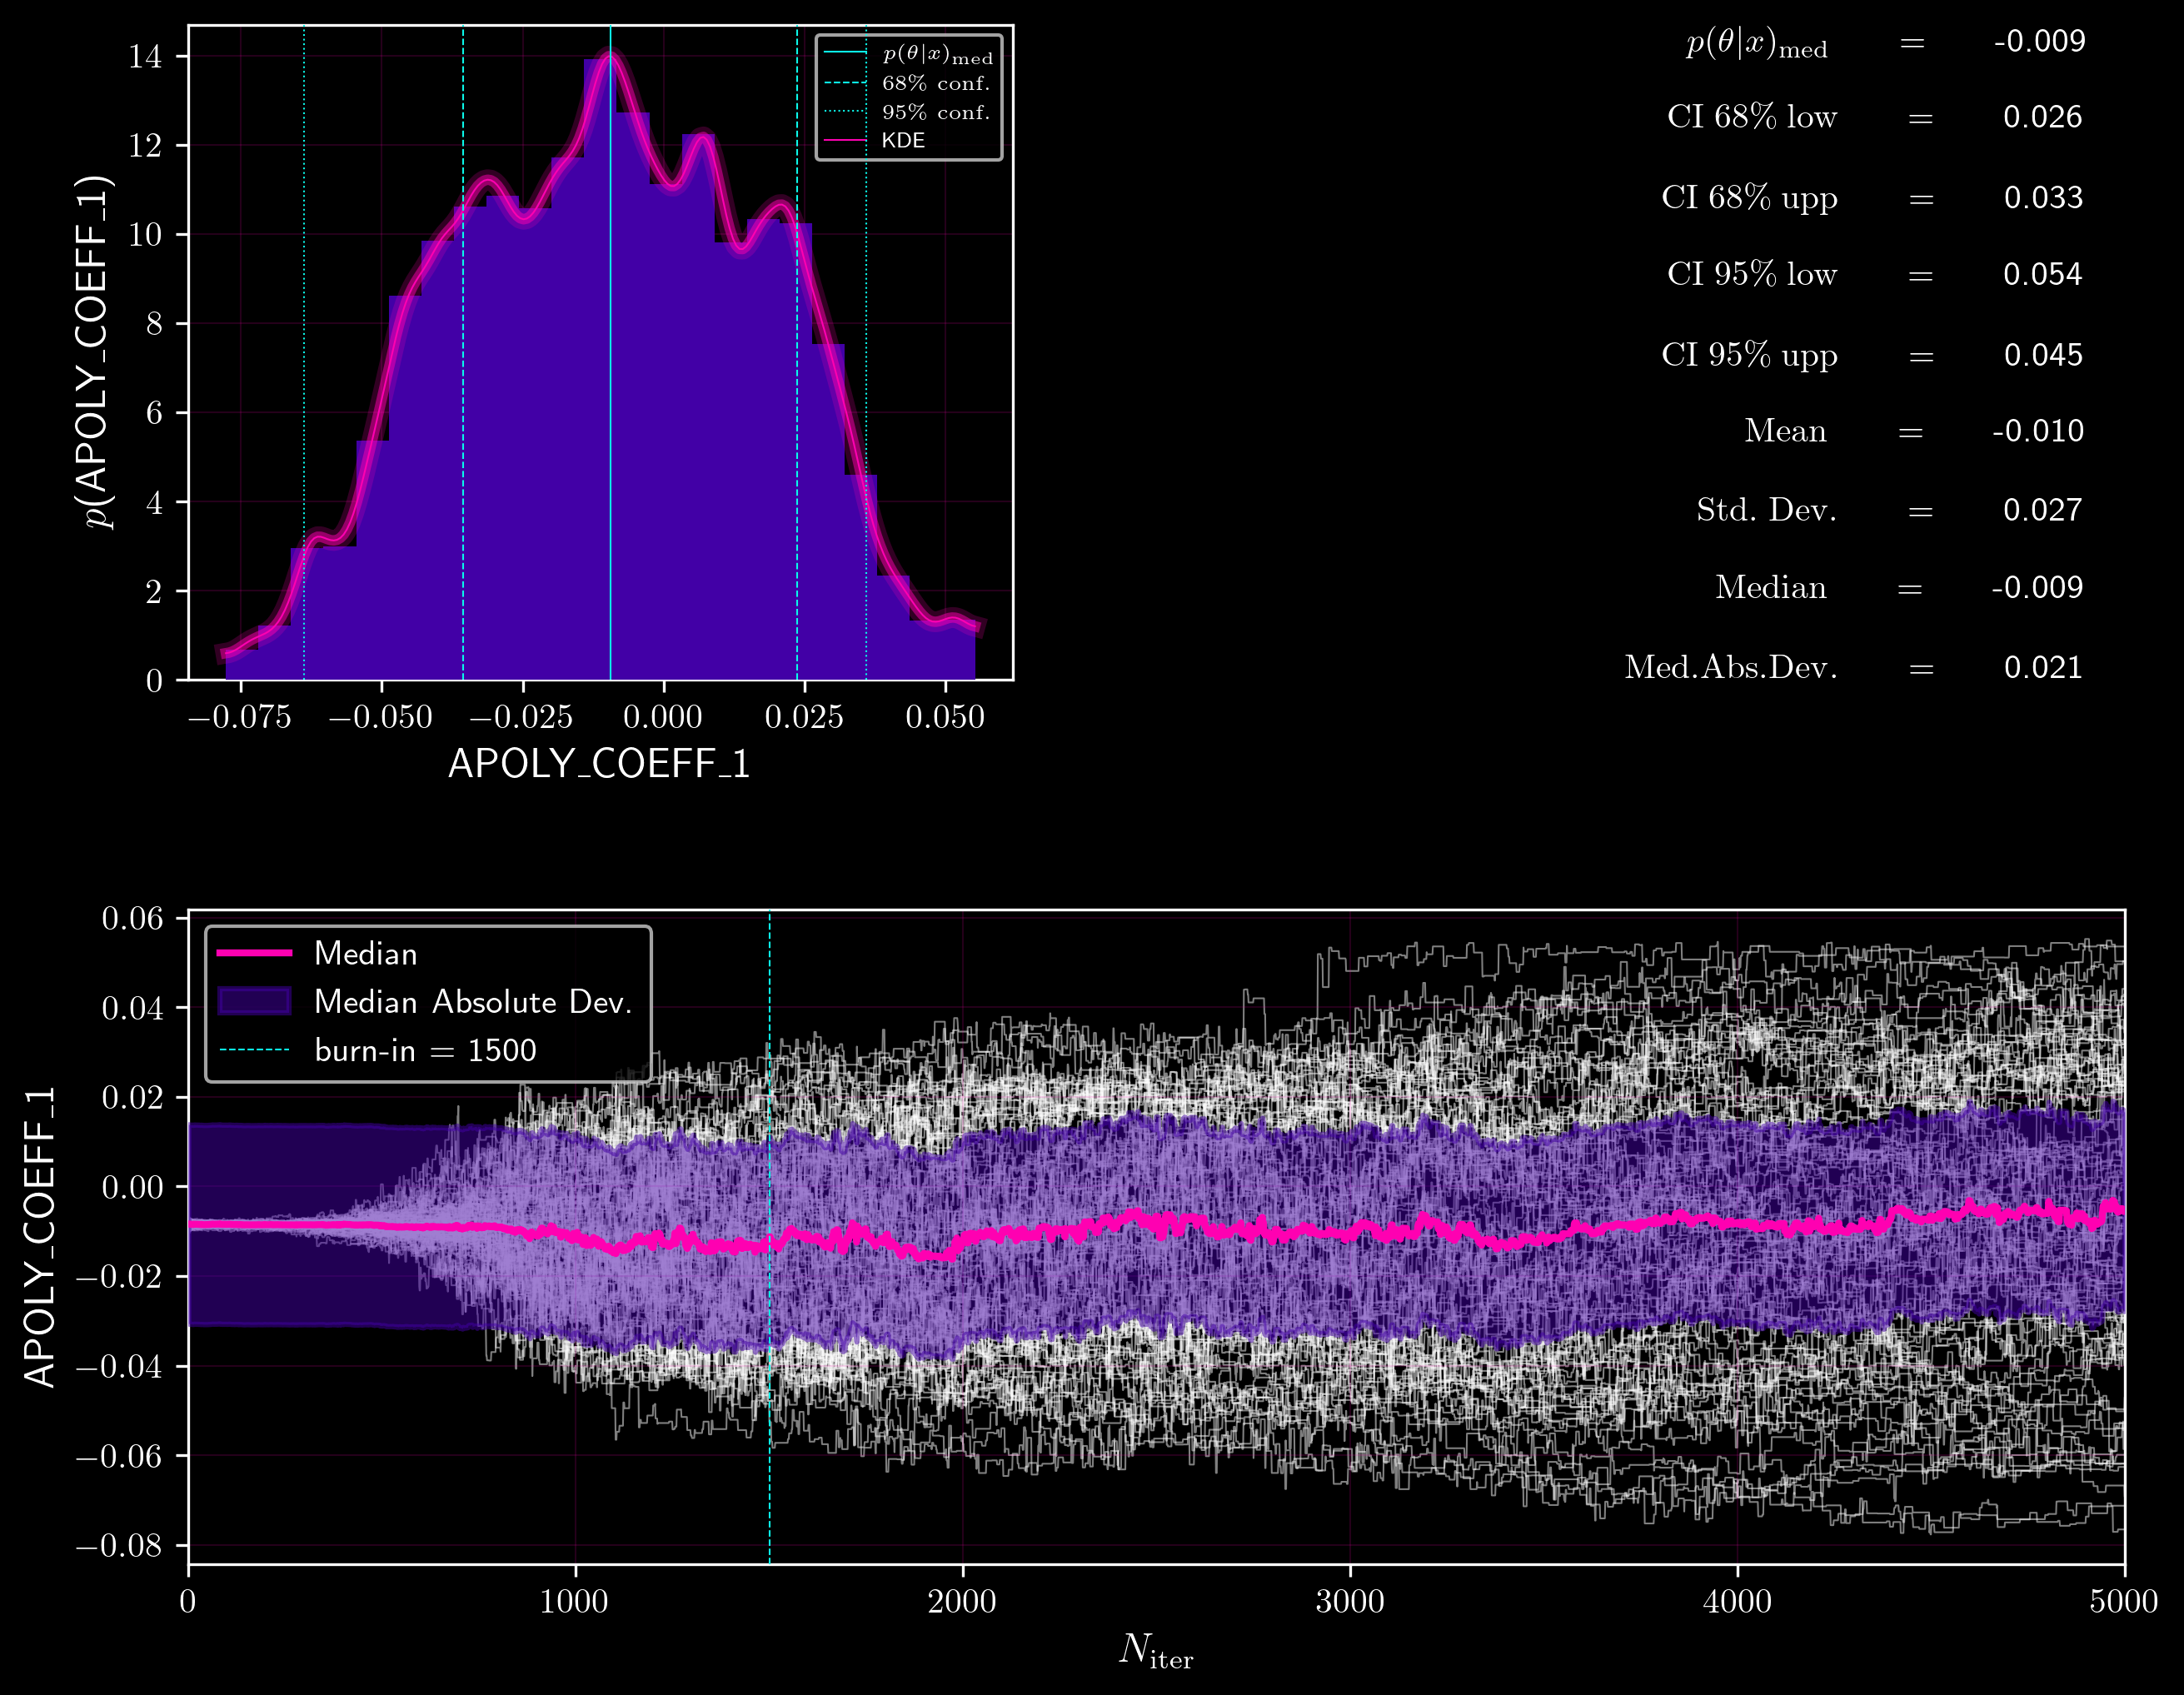 14
12
10
8
6
4
2
0
p(APOLY_COEFF_1)
−0.075 −0.050 −0.025 0.000 0.025 0.050
APOLY_COEFF_1
p(θ|x)med
68% conf.
95% conf.
KDE
p(θ|x)med = -0.009
CI 68% low = 0.026
CI 68% upp = 0.033
CI 95% low = 0.054
CI 95% upp = 0.045
Mean = -0.010
Std. Dev. = 0.027
Median = -0.009
Med.Abs.Dev. = 0.021
0.06
0.04
0.02
0.00
−0.02
−0.04
−0.06
−0.08
APOLY_COEFF_1
Median
Median Absolute Dev.
burn-in = 1500
0 1000 2000 3000 4000 5000
Niter